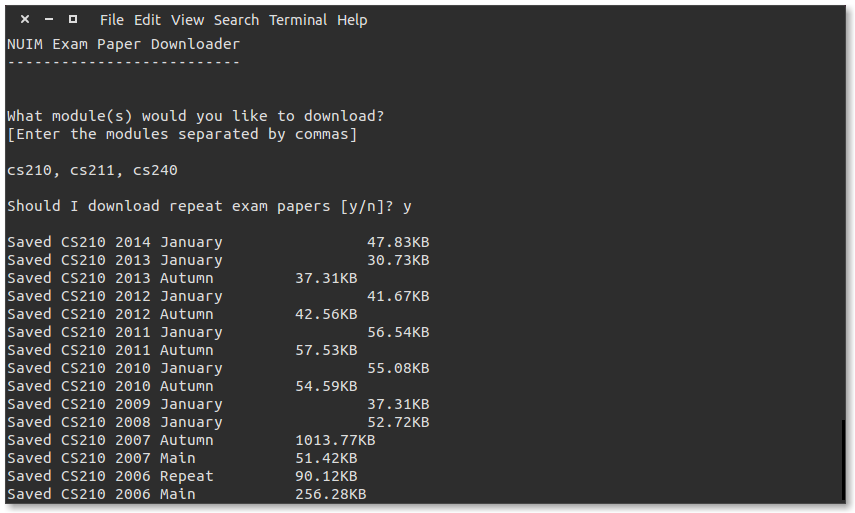 File Edit View Search Terminal Help
NUIM Exam Paper Downloader
--------------------------
What module(s) would you like to download?
[Enter the modules separated by commas]
cs210, cs211, cs240
Should I download repeat exam papers [y/n]? y
Saved CS210 2014 January 47.83KB
Saved CS210 2013 January 30.73KB
Saved CS210 2013 Autumn 37.31KB
Saved CS210 2012 January 41.67KB
Saved CS210 2012 Autumn 42.56KB
Saved CS210 2011 January 56.54KB
Saved CS210 2011 Autumn 57.53KB
Saved CS210 2010 January 55.08KB
Saved CS210 2010 Autumn 54.59KB
Saved CS210 2009 January 37.31KB
Saved CS210 2008 January 52.72KB
Saved CS210 2007 Autumn 1013.77KB
Saved CS210 2007 Main 51.42KB
Saved CS210 2006 Repeat 90.12KB
Saved CS210 2006 Main 256.28KB